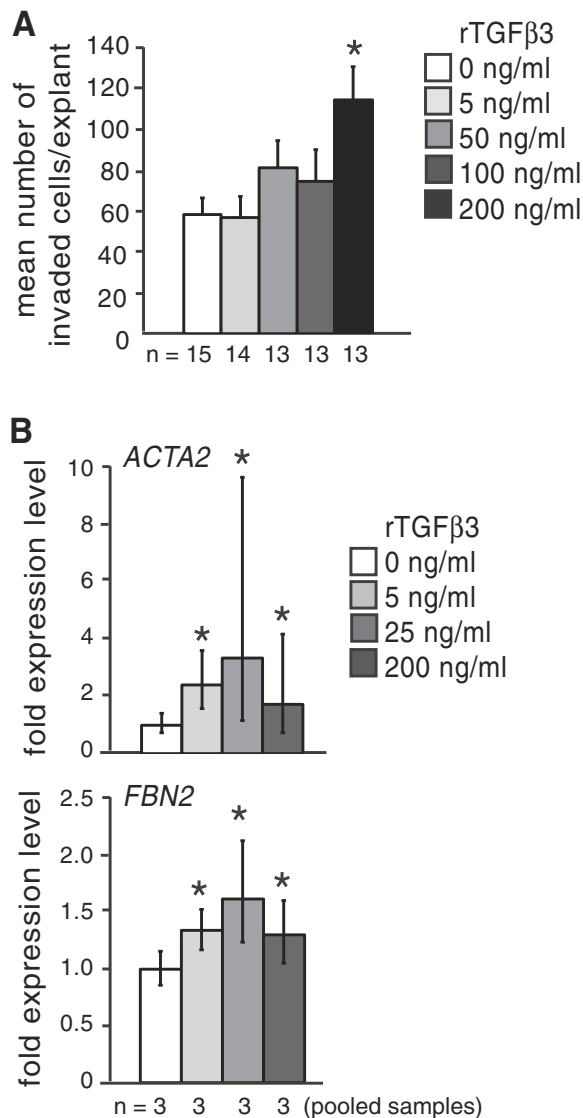 A
mean number of
invaded cells/explant
140
120
100
80
60
40
20
0
*
n = 15 14 13 13 13
rTGFβ3
0 ng/ml
5 ng/ml
50 ng/ml
100 ng/ml
200 ng/ml
B
ACTA2
fold expression level
10
8
6
4
2
0
* * *
rTGFβ3
0 ng/ml
5 ng/ml
25 ng/ml
200 ng/ml
FBN2
fold expression level
2.5
2.0
1.5
1.0
0.5
0
* * *
n = 3 3 3 3 (pooled samples)